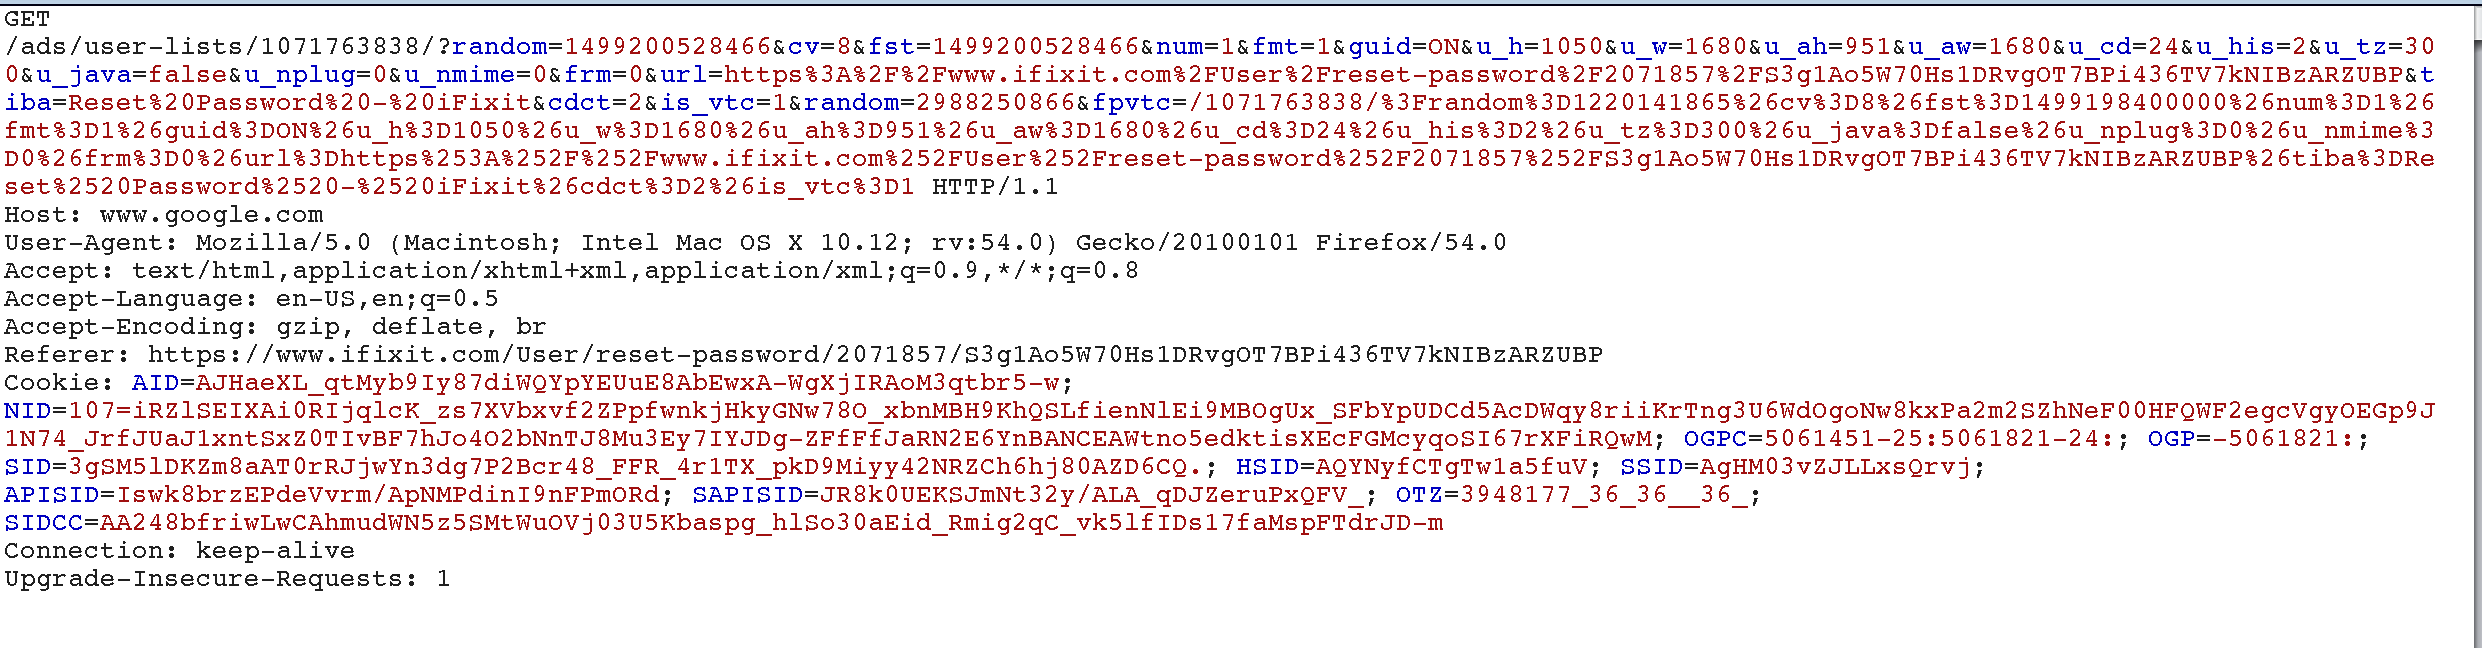 GET
/ads/user-lists/1071763838/?random=1499200528466&cv=8&fst=1499200528466&num=1&fmt=1&guid=ON&u_h=1050&u_w=1680&u_ah=951&u_aw=1680&u_cd=24&u_his=2&u_tz=30
0&u_java=false&u_nplug=0&u_nmime=0&frm=0&url=https%3A%2F%2Fwww.ifixit.com%2FUser%2Freset-password%2F2071857%2FS3g1Ao5W70Hs1DRvgOT7BPi436TV7kNIBzARZUBP&t
iba=Reset%20Password%20-%20iFixit&cdct=2&is_vtc=1&random=2988250866&fpvtc=/1071763838/%3Frandom%3D1220141865%26cv%3D8%26fst%3D1499198400000%26num%3D1%26
fmt%3D1%26guid%3DON%26u_h%3D1050%26u_w%3D1680%26u_ah%3D951%26u_aw%3D1680%26u_cd%3D24%26u_his%3D2%26u_tz%3D300%26u_java%3Dfalse%26u_nplug%3D0%26u_nmime%3
D0%26frm%3D0%26url%3Dhttps%253A%252F%252Fwww.ifixit.com%252FUser%252Freset-password%252F2071857%252FS3g1Ao5W70Hs1DRvgOT7BPi436TV7kNIBzARZUBP%26tiba%3DRe
set%2520Password%2520-%2520iFixit%26cdct%3D2%26is_vtc%3D1 HTTP/1.1
Host: www.google.com
User-Agent: Mozilla/5.0 (Macintosh; Intel Mac OS X 10.12; rv:54.0) Gecko/20100101 Firefox/54.0
Accept: text/html,application/xhtml+xml,application/xml;q=0.9,*/*;q=0.8
Accept-Language: en-US,en;q=0.5
Accept-Encoding: gzip, deflate, br
Referer: https://www.ifixit.com/User/reset-password/2071857/S3g1Ao5W70Hs1DRvgOT7BPi436TV7kNIBzARZUBP
Cookie: AID=AJHaeXL_qtMyb9Iy87diWQYpYEUuE8AbEwxA-WgXjIRAoM3qtbr5-w;
NID=107=iRZlSEIXAi0RIjqlcK_zs7XVbxvf2ZPpfwnkjHkyGNw78O_xbnMBH9KhQSLfienNlEi9MBOgUx_SFbYpUDCd5AcDWqy8riiKrTng3U6WdOgoNw8kxPa2m2SZhNeF00HFQWF2egcVgyOEGp9J
1N74_JrfJUaJ1xntSxZ0TIvBF7hJo4O2bNnTJ8Mu3Ey7IYJDg-ZFfFfJaRN2E6YnBANCEAWtno5edktisXEcFGMcyqoSI67rXFiRQwM; OGPC=5061451-25:5061821-24:; OGP=-5061821:;
SID=3gSM5lDKZm8aAT0rRJjwYn3dg7P2Bcr48_FFR_4r1TX_pkD9Miyy42NRZCh6hj80AZD6CQ.; HSID=AQYNyfCTgTw1a5fuV; SSID=AgHM03vZJLLxsQrvj;
APISID=Iswk8brzEPdeVvrm/ApNMPdinI9nFPmORd; SAPISID=JR8k0UEKSJmNt32y/ALA_qDJZeruPxQFV_; OTZ=3948177_36_36__36_;
SIDCC=AA248bfriwLwCAhmudWN5z5SMtWuOVj03U5Kbaspg_hlSo30aEid_Rmig2qC_vk5lfIDs17faMspFTdrJD-m
Connection: keep-alive
Upgrade-Insecure-Requests: 1